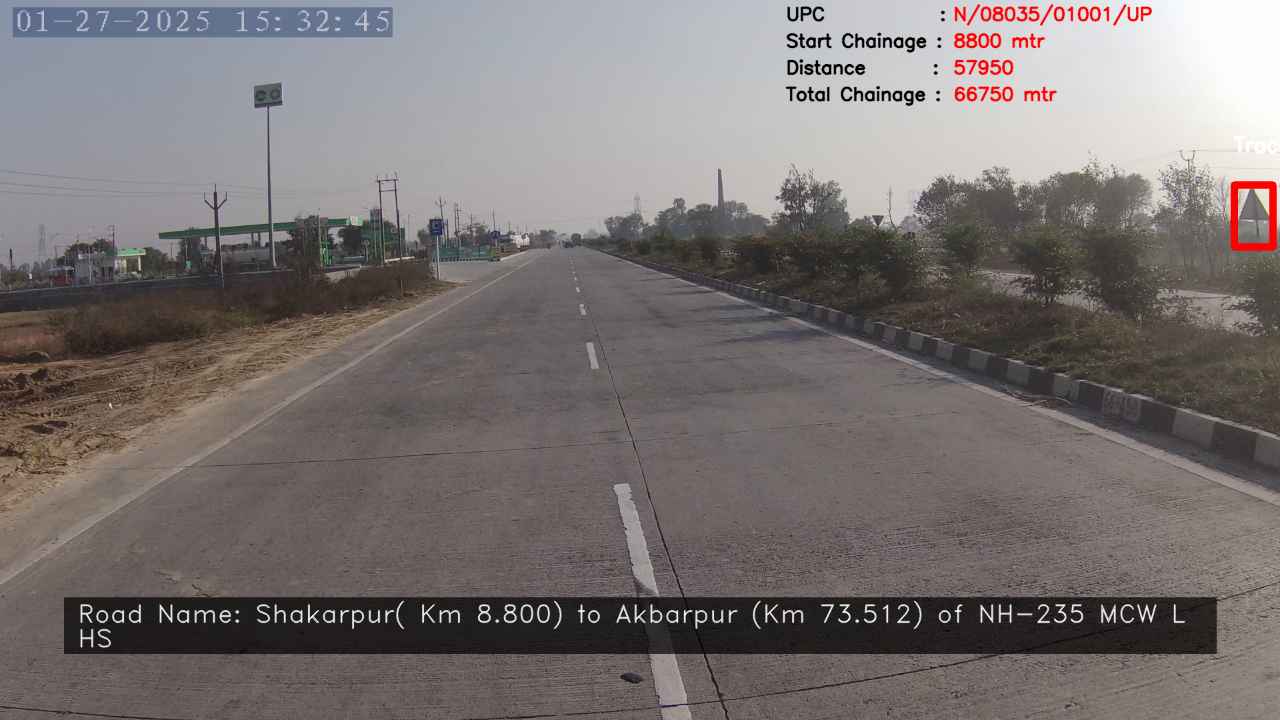 01-27-2025 15:32:45
UPC : N/08035/01001/UP
Start Chainage : 8800 mtr
Distance : 57950
Total Chainage : 66750 mtr
Road Name: Shakarpur( Km 8.800) to Akbarpur (Km 73.512) of NH-235 MCW L
HS